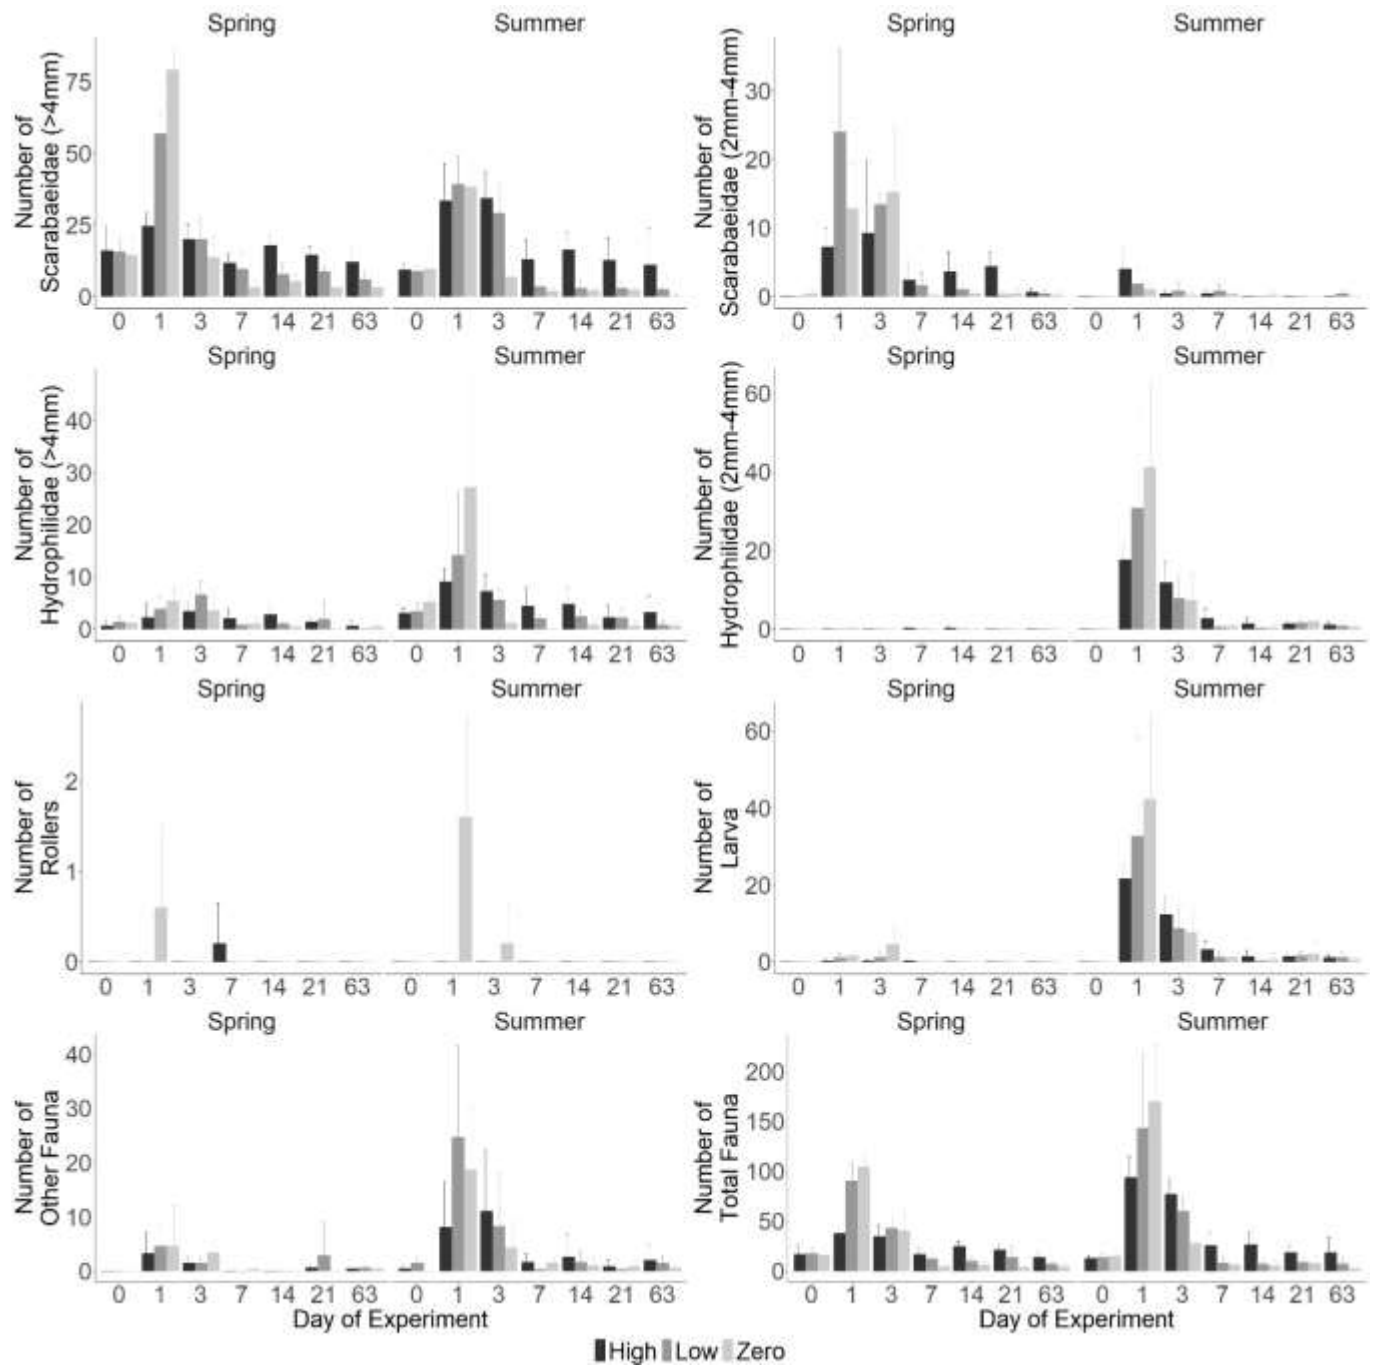 Spring Summer
Number of
Scarabaeidae (>4mm)
75
50
25
0
0 1 3 7 14 21 63 0 1 3 7 14 21 63
Spring Summer
Number of
Scarabaeidae (2mm-4mm)
30
20
10
0
0 1 3 7 14 21 63 0 1 3 7 14 21 63
Spring Summer
Number of
Hydrophilidae (>4mm)
40
30
20
10
0
0 1 3 7 14 21 63 0 1 3 7 14 21 63
Spring Summer
Number of
Hydrophilidae (2mm-4mm)
60
40
20
0
0 1 3 7 14 21 63 0 1 3 7 14 21 63
Spring Summer
Number of
Rollers
2
1
0
0 1 3 7 14 21 63 0 1 3 7 14 21 63
Spring Summer
Number of
Larva
60
40
20
0
0 1 3 7 14 21 63 0 1 3 7 14 21 63
Spring Summer
Number of
Other Fauna
40
30
20
10
0
0 1 3 7 14 21 63 0 1 3 7 14 21 63
Day of Experiment
Spring Summer
Number of
Total Fauna
200
150
100
50
0
0 1 3 7 14 21 63 0 1 3 7 14 21 63
Day of Experiment
High Low Zero